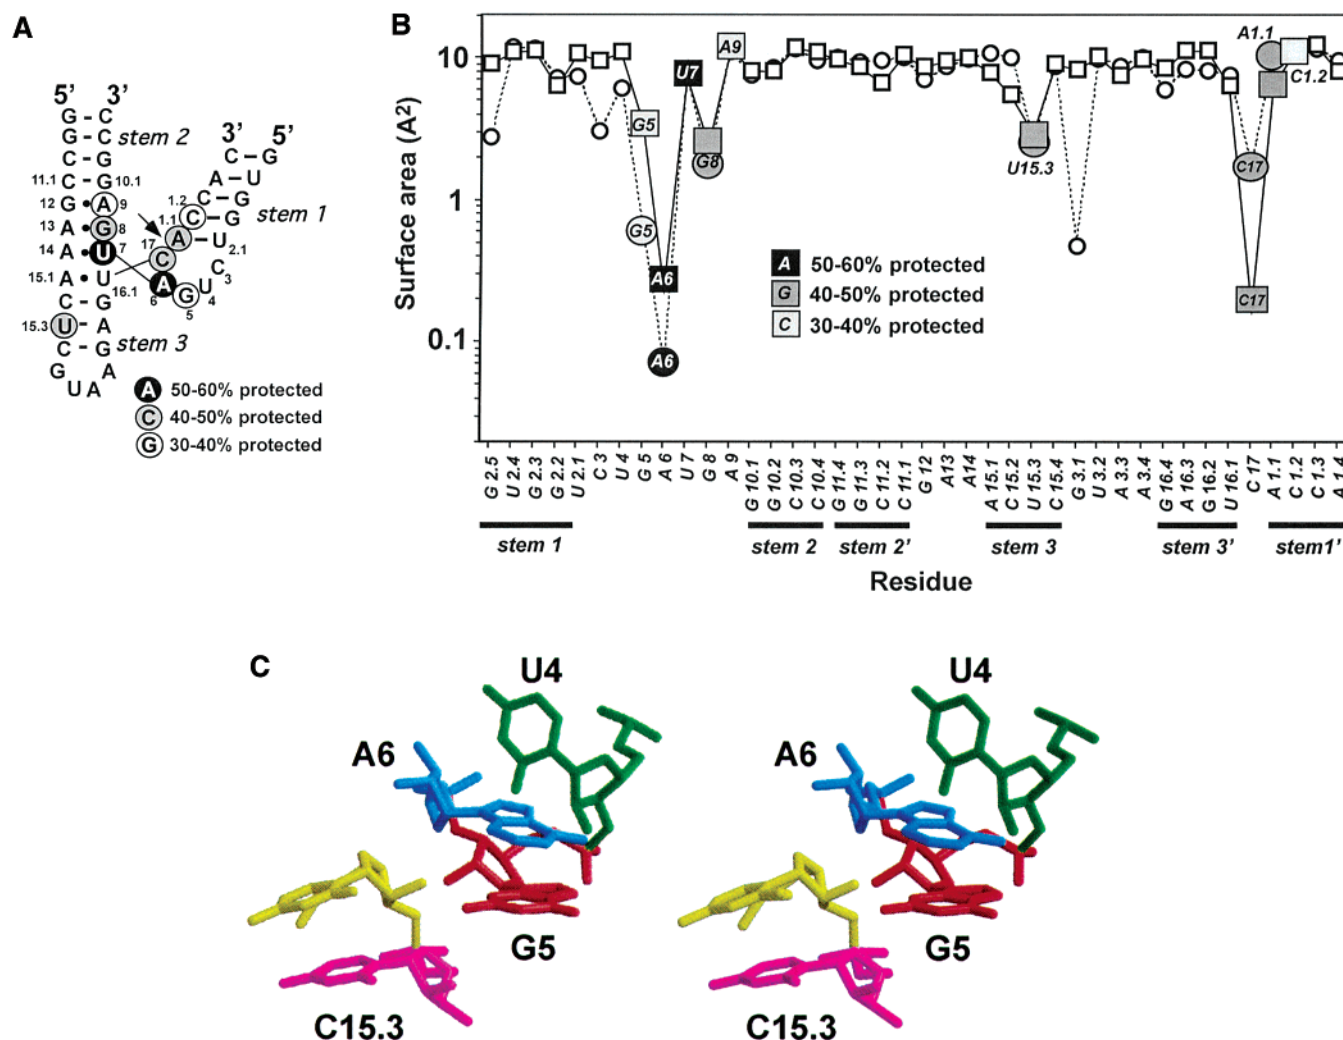 A
5’ 3’
G – C
G – C stem 2
C – G
11.1 C – G 10.1
12 G • A 9
13 A • G 8
14 A • U 7
15.1 A • U 16.1
C – G
15.3 U – A
C – G stem 3
G A
U A
3’ 5’
C – G
A – U
1.2 C – G
1.1 C – G stem 1
17 A – U 2.1
C C 3
6 A G U 4
5
A 50-60% protected
C 40-50% protected
G 30-40% protected
B
Surface area (A²)
10
1
0.1
G5
G5
A6
A6
U7
G8
A9
U15.3
C17
C17
A1.1
C1.2
A 50-60% protected
G 40-50% protected
C 30-40% protected
G 2.5
U 2.4
G 2.3
G 2.2
U 2.1
C 3
U 4
G 5
A 6
U 7
G 8
A 9
G 10.1
G 10.2
C 10.3
C 10.4
G 11.4
G 11.3
C 11.2
C 11.1
G 12
A13
A14
A 15.1
C 15.2
U 15.3
C 15.4
G 3.1
U 3.2
A 3.3
A 3.4
G 16.4
A 16.3
G 16.2
U 16.1
C 17
A 1.1
C 1.2
C 1.3
A 1.4
stem 1 stem 2 stem 2’ stem 3 stem 3’ stem1’
Residue
C
U4 U4
A6 A6
G5 G5
C15.3 C15.3